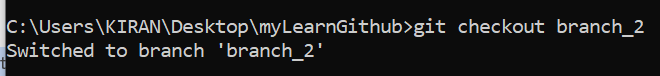 C:\Users\KIRAN\Desktop\myLearnGithub>git checkout branch_2
Switched to branch 'branch_2'